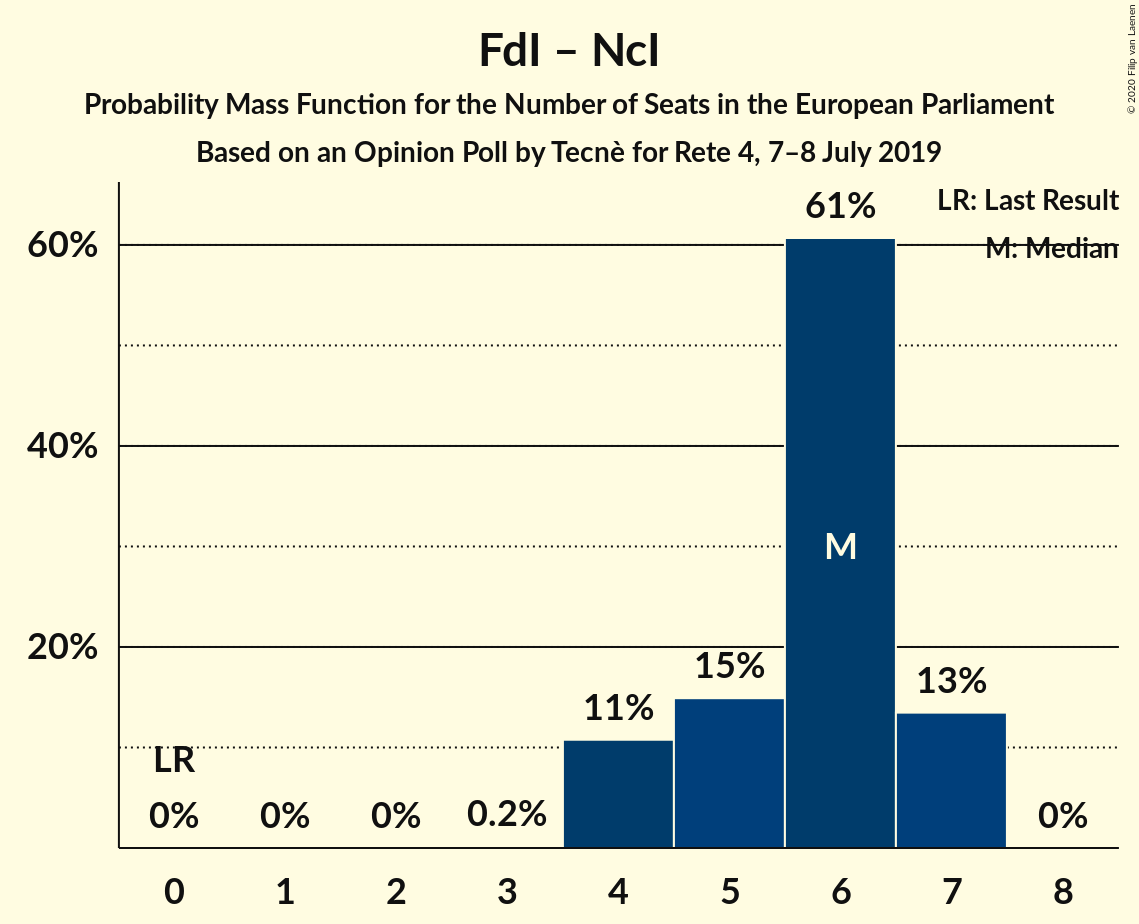 FdI – NcI
Probability Mass Function for the Number of Seats in the European Parliament
Based on an Opinion Poll by Tecnè for Rete 4, 7–8 July 2019
© 2020 Filip van Laenen
LR: Last Result
M: Median
60%
40%
20%
61%
M
15%
13%
11%
LR
0%
0%
0%
0.2%
0%
0 1 2 3 4 5 6 7 8